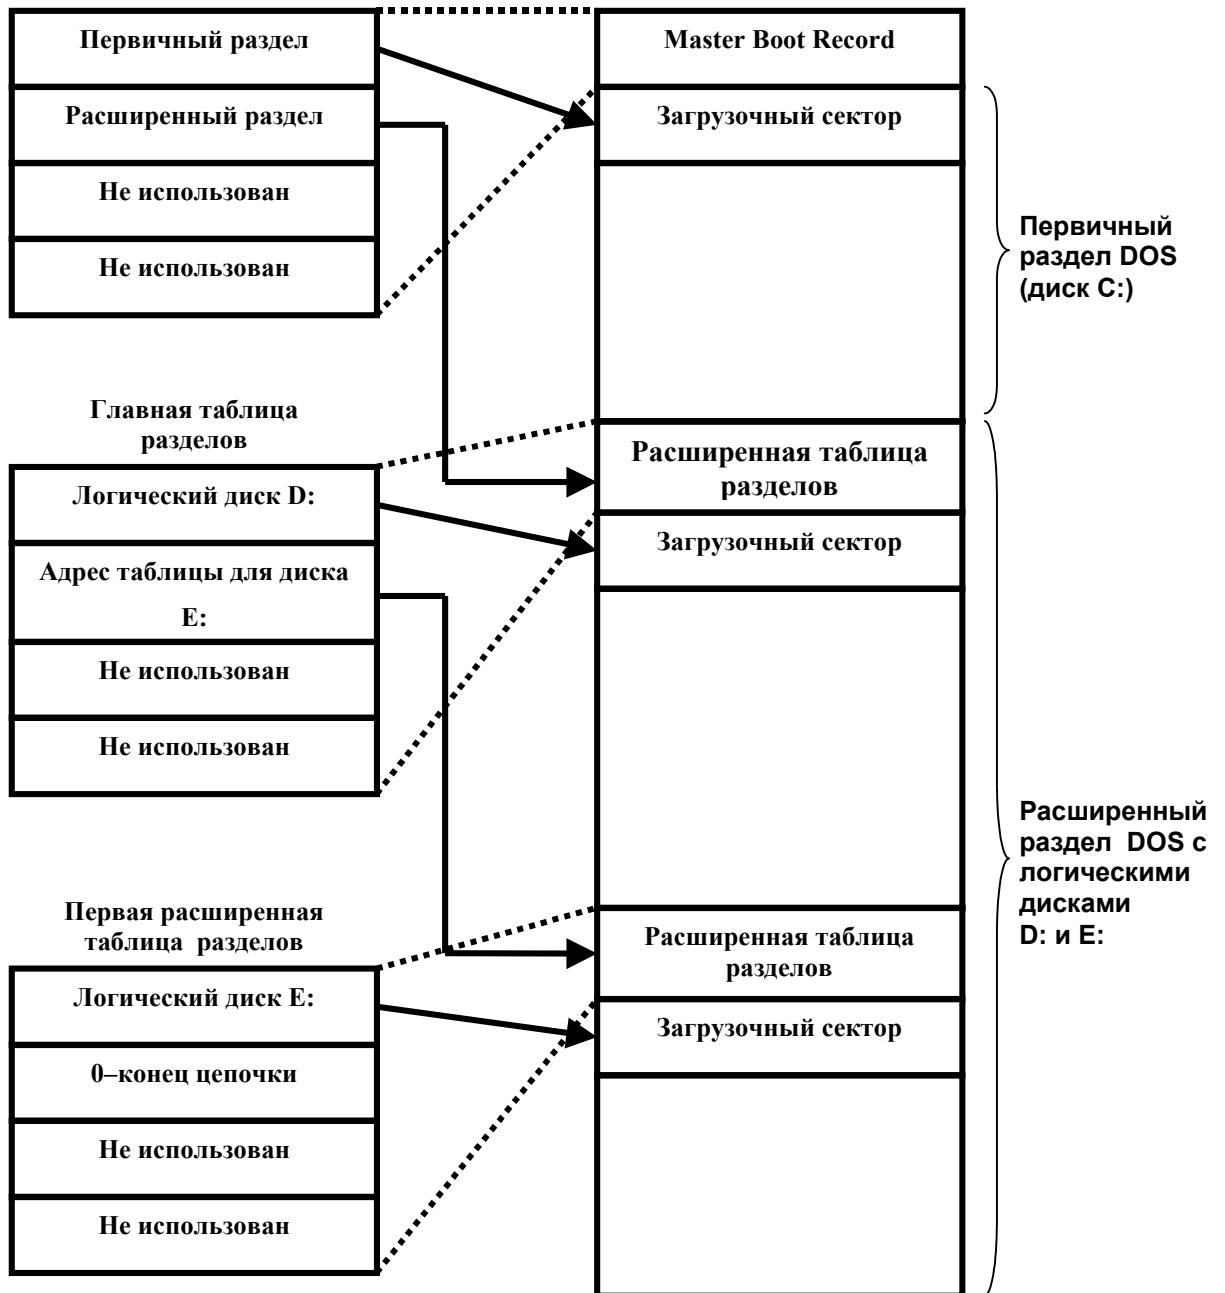 Первичный раздел
Расширенный раздел
Не использован
Не использован
Главная таблица
разделов
Логический диск D:
Адрес таблицы для диска
E:
Не использован
Не использован
Первая расширенная
таблица разделов
Логический диск E:
0–конец цепочки
Не использован
Не использован
Master Boot Record
Загрузочный сектор
Расширенная таблица
разделов
Загрузочный сектор
Расширенная таблица
разделов
Загрузочный сектор
Первичный
раздел DOS
(диск C:)
Расширенный
раздел DOS с
логическими
дисками
D: и E: